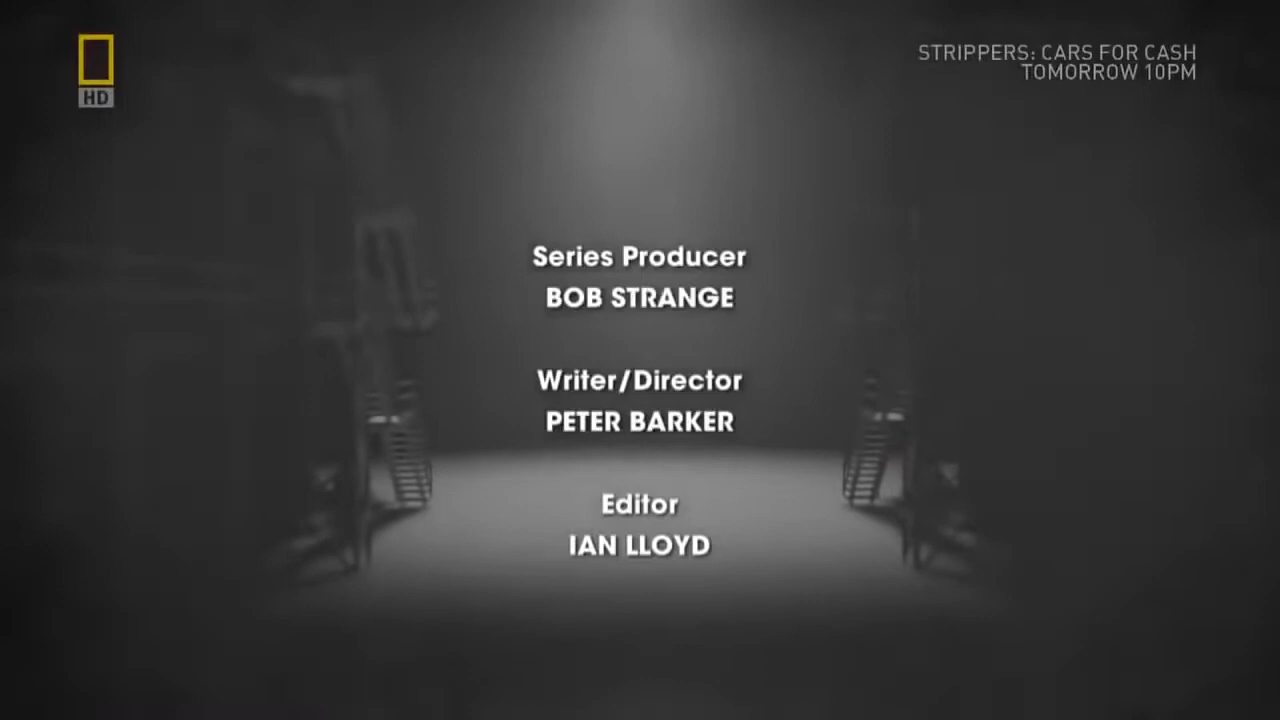 HD
STRIPPERS: CARS FOR CASH
TOMORROW 10PM
Series Producer
BOB STRANGE
Writer/Director
PETER BARKER
Editor
IAN LLOYD